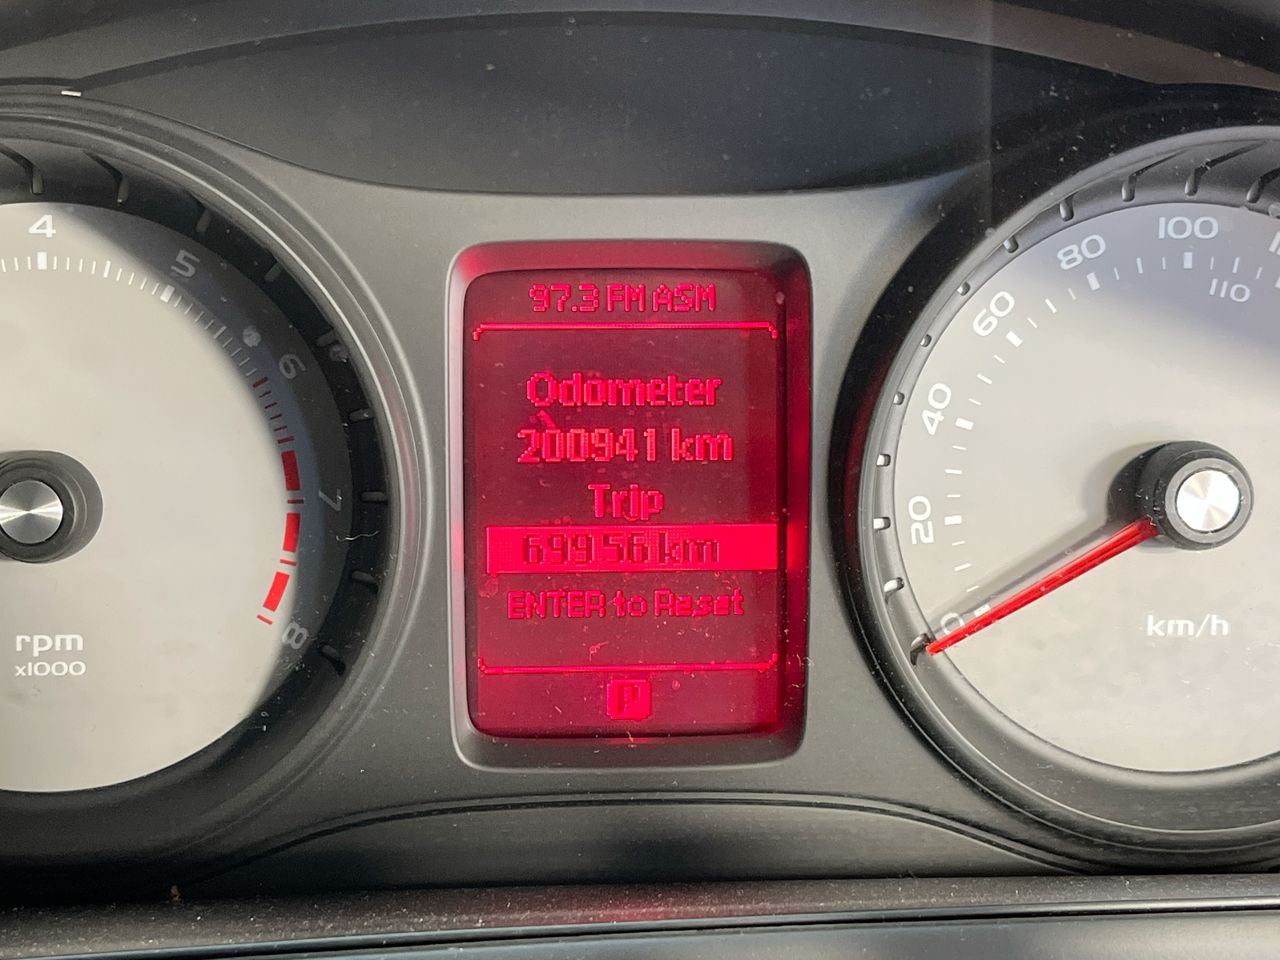 97.3 FM ASM
Odometer
200941 km
Trip
699.56 km
ENTER to Reset
P
4
5
6
7
8
rpm
x1000
0
20
40
60
80
100
110
km/h